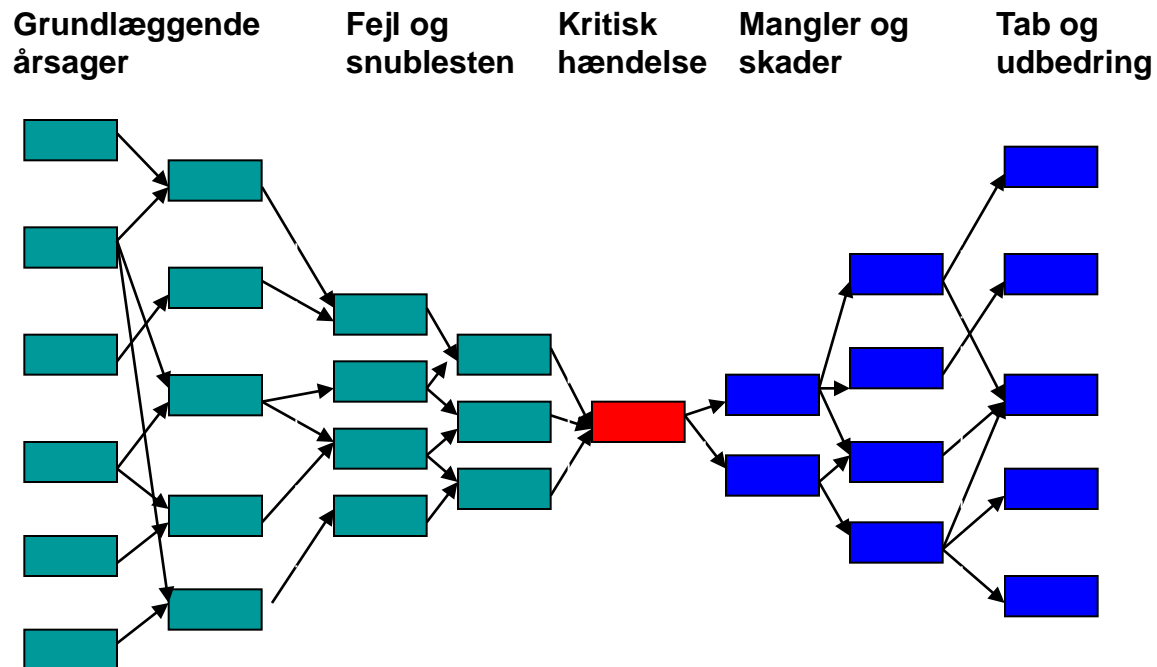 Grundlæggende
årsager
Fejl og
snublesten
Kritisk
hændelse
Mangler og
skader
Tab og
udbedring